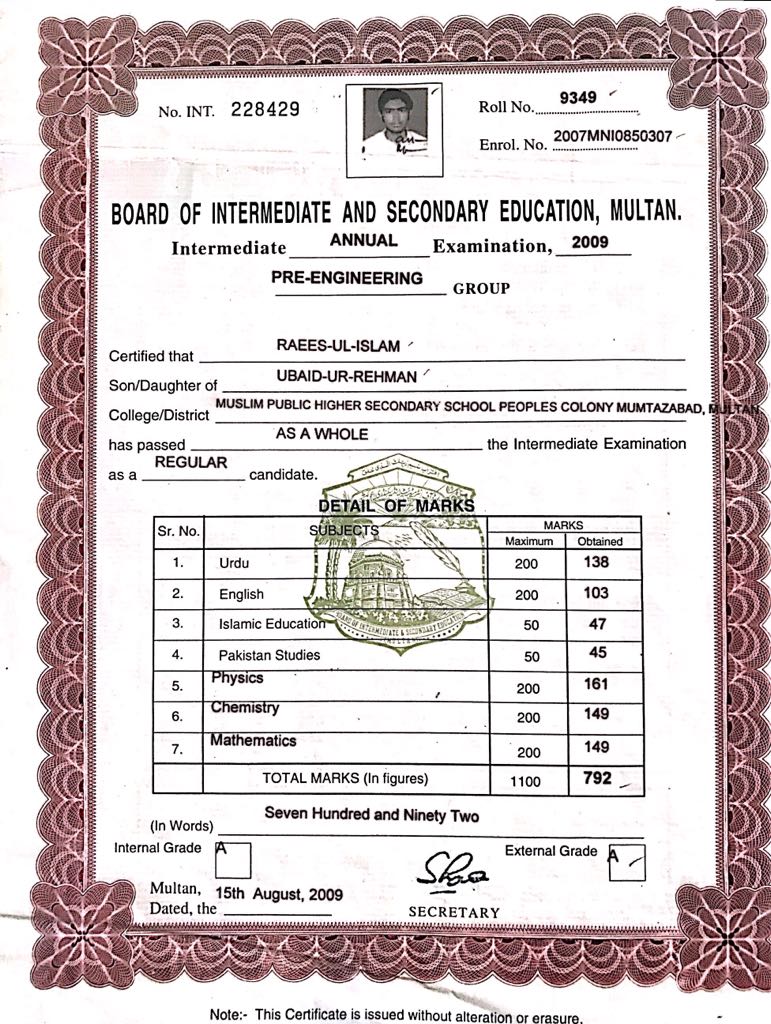 No. INT. 228429
Roll No. 9349
Enrol. No. 2007MNI0850307
BOARD OF INTERMEDIATE AND SECONDARY EDUCATION, MULTAN.
Intermediate ANNUAL Examination, 2009
PRE-ENGINEERING GROUP
Certified that RAEES-UL-ISLAM
Son/Daughter of UBAID-UR-REHMAN
College/District MUSLIM PUBLIC HIGHER SECONDARY SCHOOL PEOPLES COLONY MUMTAZABAD, MULTAN
has passed AS A WHOLE the Intermediate Examination
as a REGULAR candidate.
DETAIL OF MARKS
Sr. No. SUBJECTS MARKS
Maximum Obtained
1. Urdu 200 138
2. English 200 103
3. Islamic Education 50 47
4. Pakistan Studies 50 45
5. Physics 200 161
6. Chemistry 200 149
7. Mathematics 200 149
TOTAL MARKS (In figures) 1100 792
BOARD OF INTERMEDIATE & SECONDARY EDUCATION
(In Words) Seven Hundred and Ninety Two
Internal Grade A
External Grade A
Multan,
Dated, the 15th August, 2009
SECRETARY
Note:- This Certificate is issued without alteration or erasure.